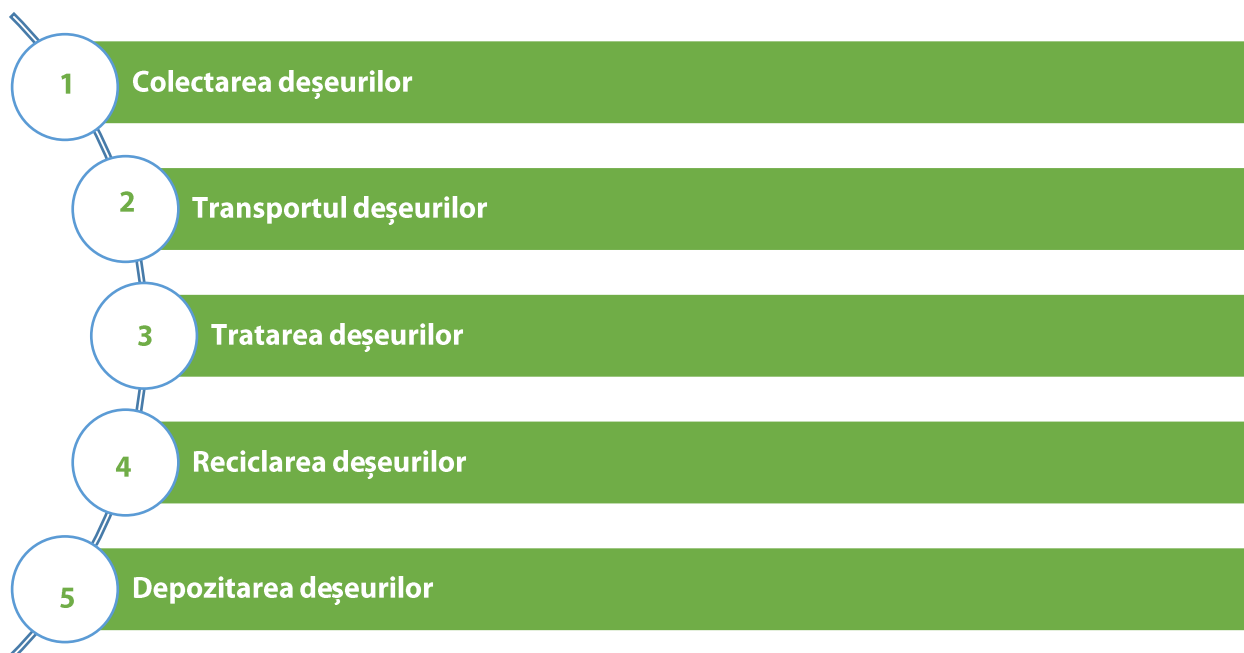 1 Colectarea deșeurilor
2 Transportul deșeurilor
3 Tratarea deșeurilor
4 Reciclarea deșeurilor
5 Depozitarea deșeurilor